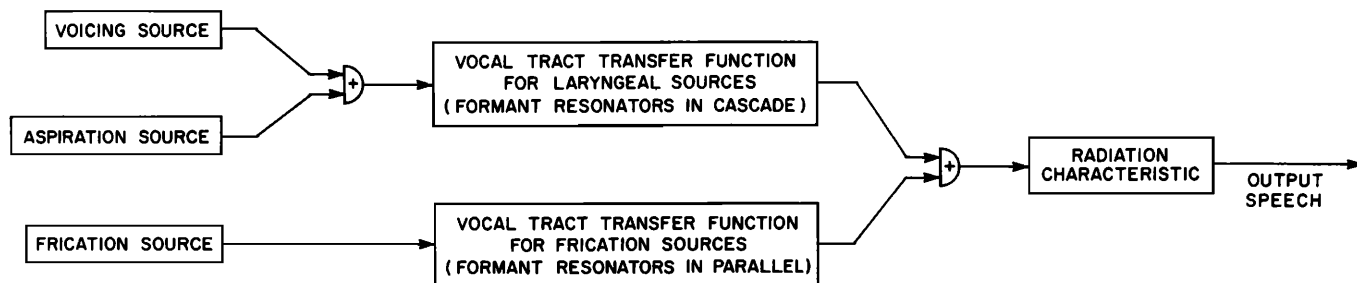 VOICING SOURCE
ASPIRATION SOURCE
+
VOCAL TRACT TRANSFER FUNCTION
FOR LARYNGEAL SOURCES
(FORMANT RESONATORS IN CASCADE)
FRICATION SOURCE
VOCAL TRACT TRANSFER FUNCTION
FOR FRICATION SOURCES
(FORMANT RESONATORS IN PARALLEL)
+
RADIATION
CHARACTERISTIC
OUTPUT
SPEECH